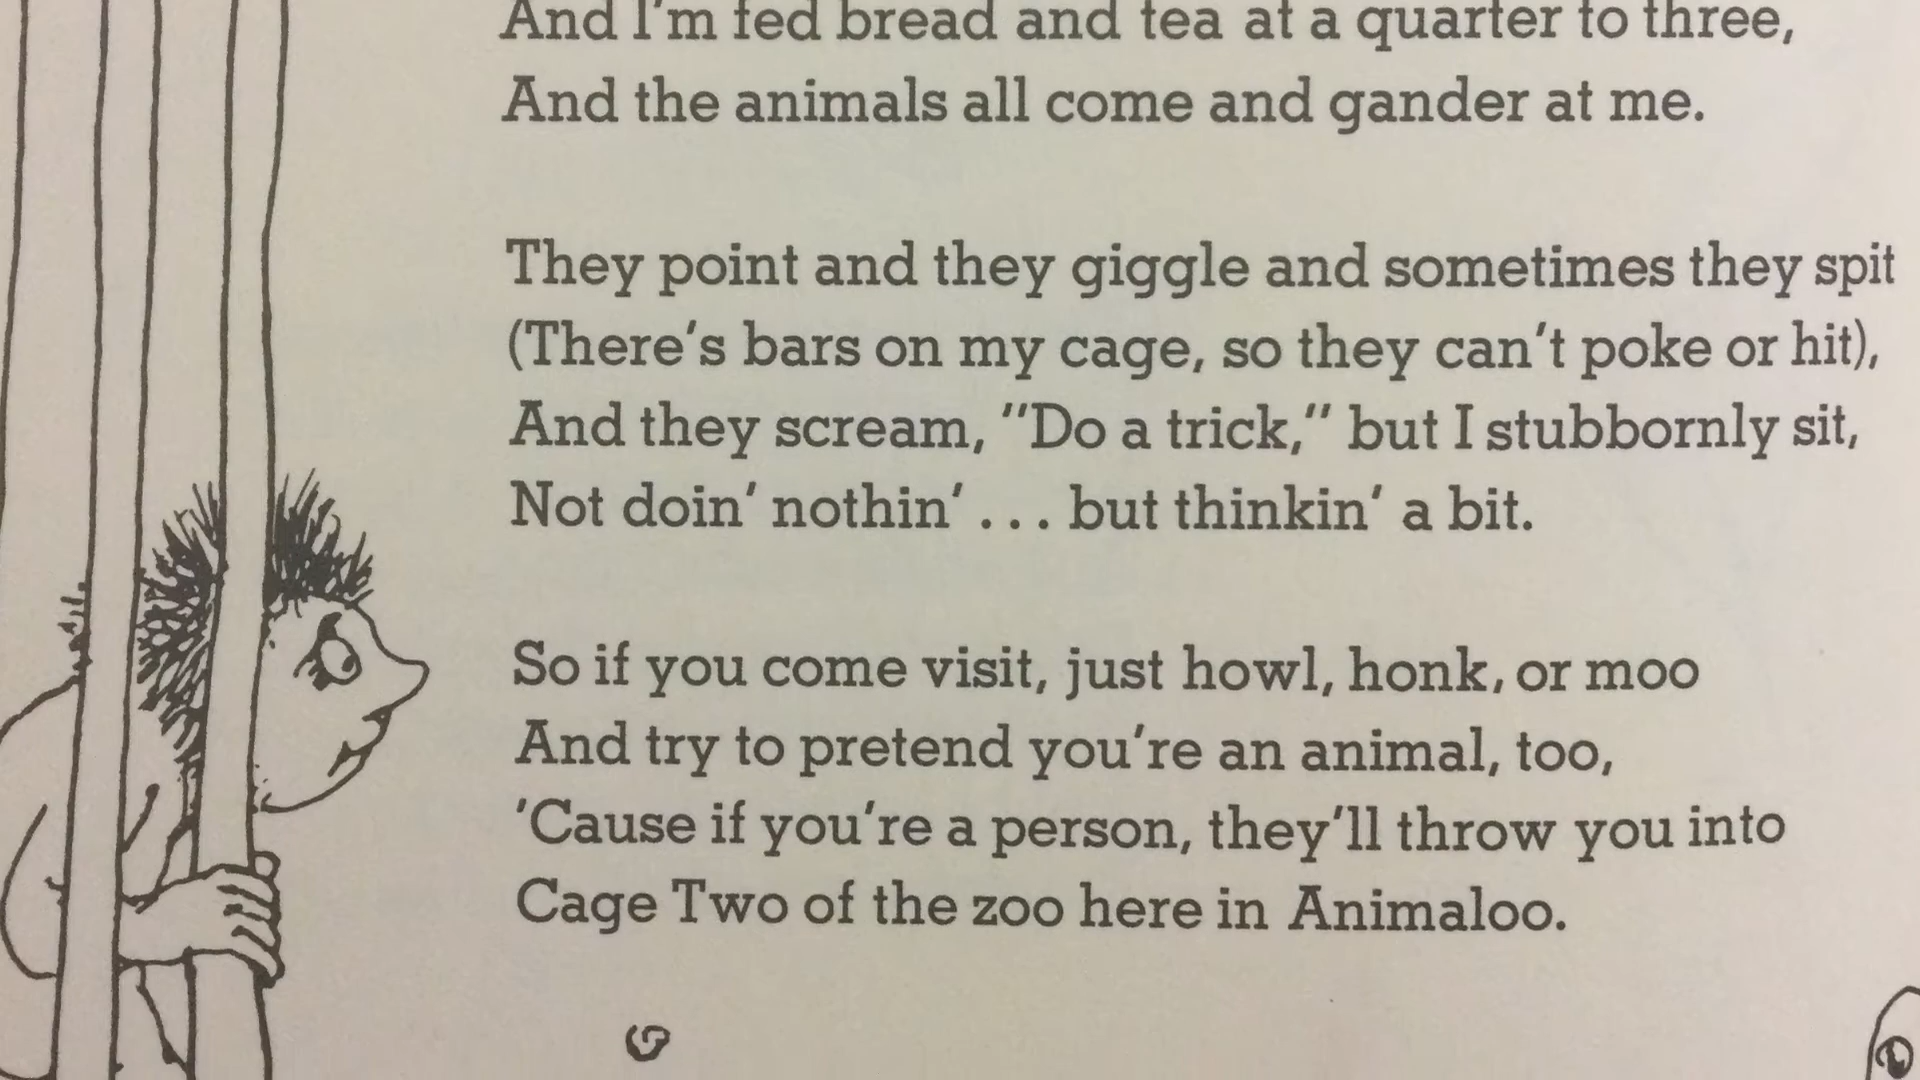 And I'm fed bread and tea at a quarter to three,
And the animals all come and gander at me.
They point and they giggle and sometimes they spit
(There's bars on my cage, so they can't poke or hit),
And they scream, "Do a trick," but I stubbornly sit,
Not doin' nothin' . . . but thinkin' a bit.
So if you come visit, just howl, honk, or moo
And try to pretend you're an animal, too,
'Cause if you're a person, they'll throw you into
Cage Two of the zoo here in Animaloo.